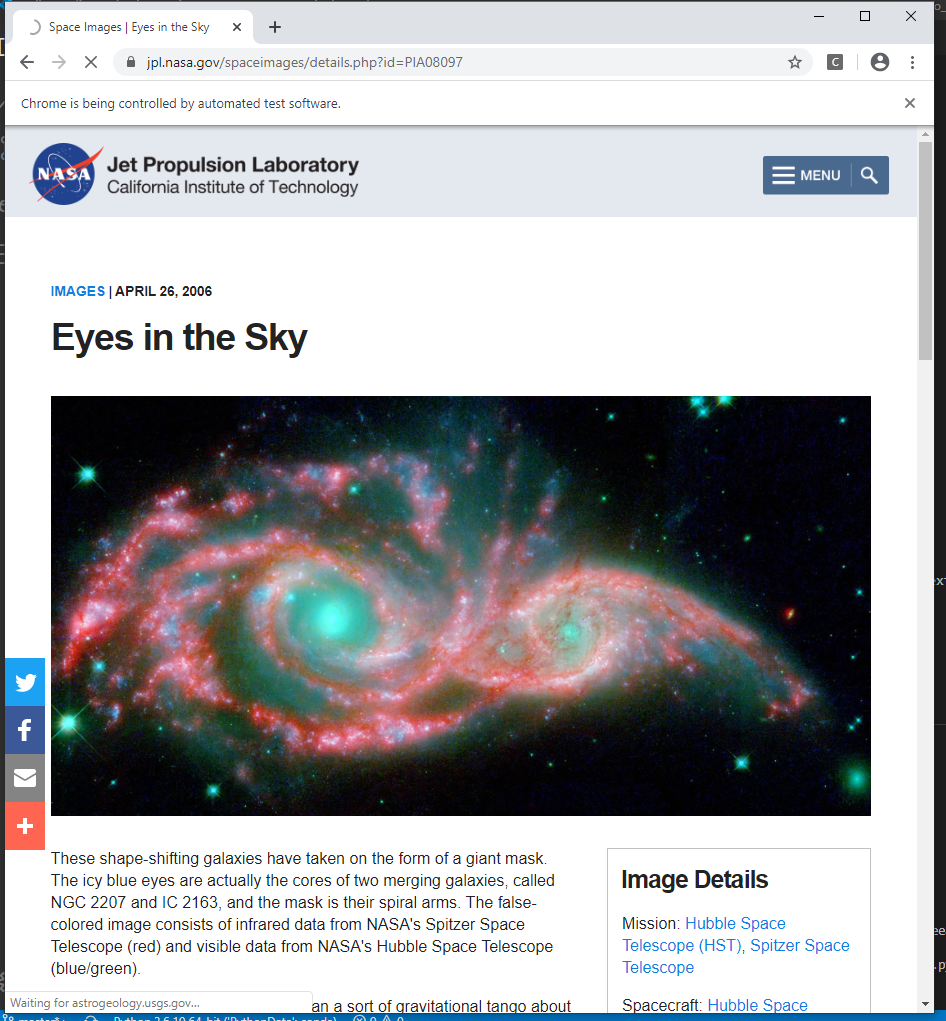 Space Images | Eyes in the Sky
jpl.nasa.gov/spaceimages/details.php?id=PIA08097
C
Chrome is being controlled by automated test software.
NASA
Jet Propulsion Laboratory
California Institute of Technology
MENU
IMAGES | APRIL 26, 2006
Eyes in the Sky
These shape-shifting galaxies have taken on the form of a giant mask.
The icy blue eyes are actually the cores of two merging galaxies, called
NGC 2207 and IC 2163, and the mask is their spiral arms. The false-
colored image consists of infrared data from NASA's Spitzer Space
Telescope (red) and visible data from NASA's Hubble Space Telescope
(blue/green).
an a sort of gravitational tango about
Image Details
Mission: Hubble Space
Telescope (HST), Spitzer Space
Telescope
Spacecraft: Hubble Space
Waiting for astrogeology.usgs.gov...